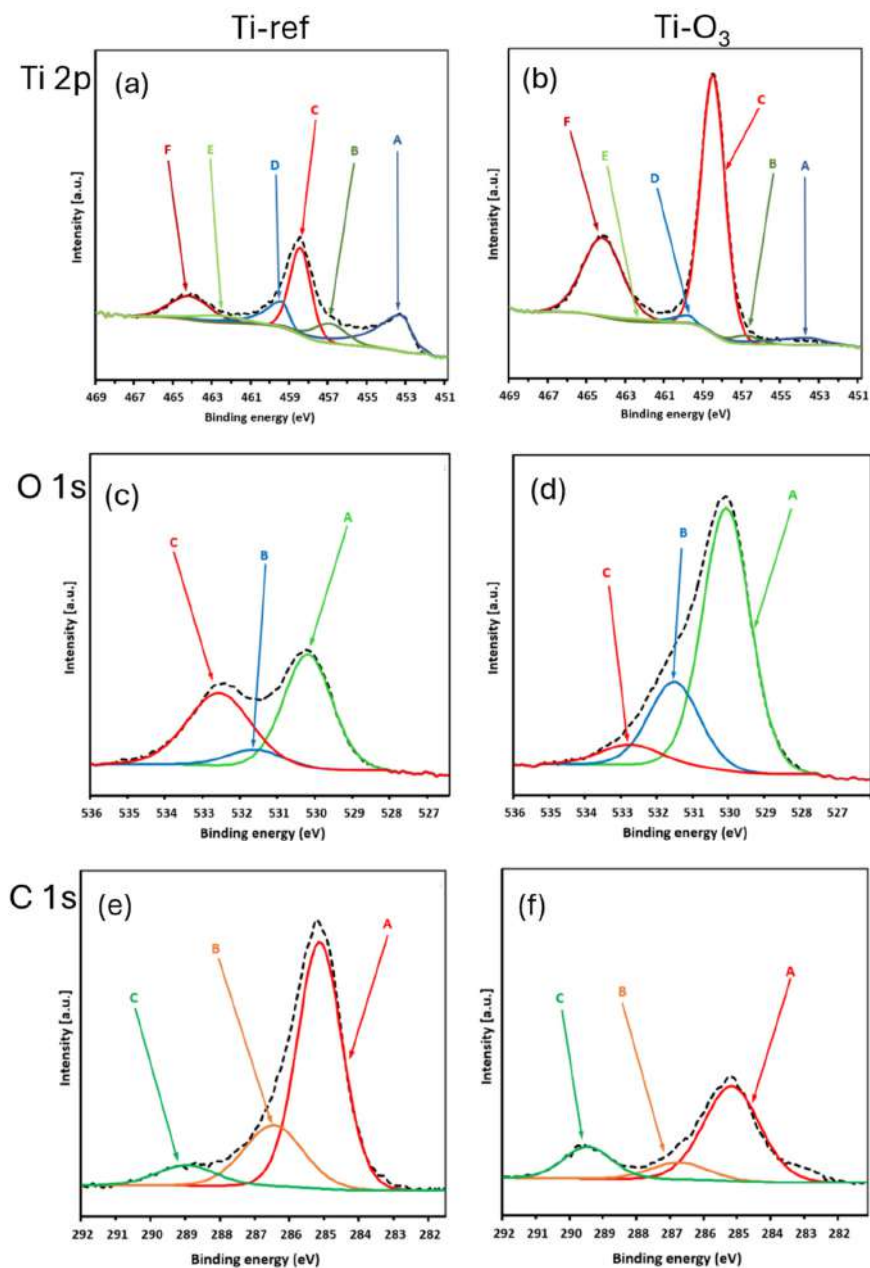 Ti-ref
Ti-O₃
Ti 2p
(a)
F
E
D
C
B
A
Intensity [a.u.]
469 467 465 463 461 459 457 455 453 451
Binding energy (eV)
(b)
F
E
D
C
B
A
Intensity [a.u.]
469 467 465 463 461 459 457 455 453 451
Binding energy (eV)
O 1s
(c)
C
B
A
Intensity [a.u.]
536 535 534 533 532 531 530 529 528 527
Binding energy (eV)
(d)
C
B
A
Intensity [a.u.]
536 535 534 533 532 531 530 529 528 527
Binding energy (eV)
C 1s
(e)
C
B
A
Intensity [a.u.]
292 291 290 289 288 287 286 285 284 283 282
Binding energy (eV)
(f)
C
B
A
Intensity [a.u.]
292 291 290 289 288 287 286 285 284 283 282
Binding energy (eV)